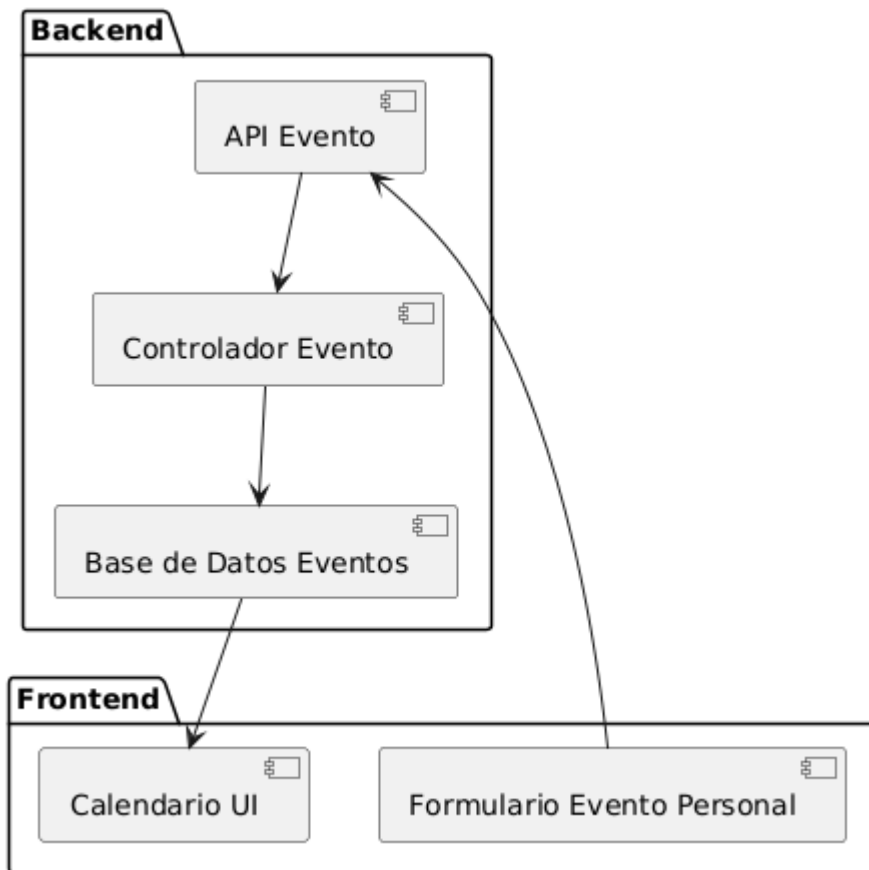 Backend
API Evento
Controlador Evento
Base de Datos Eventos
Frontend
Calendario UI
Formulario Evento Personal